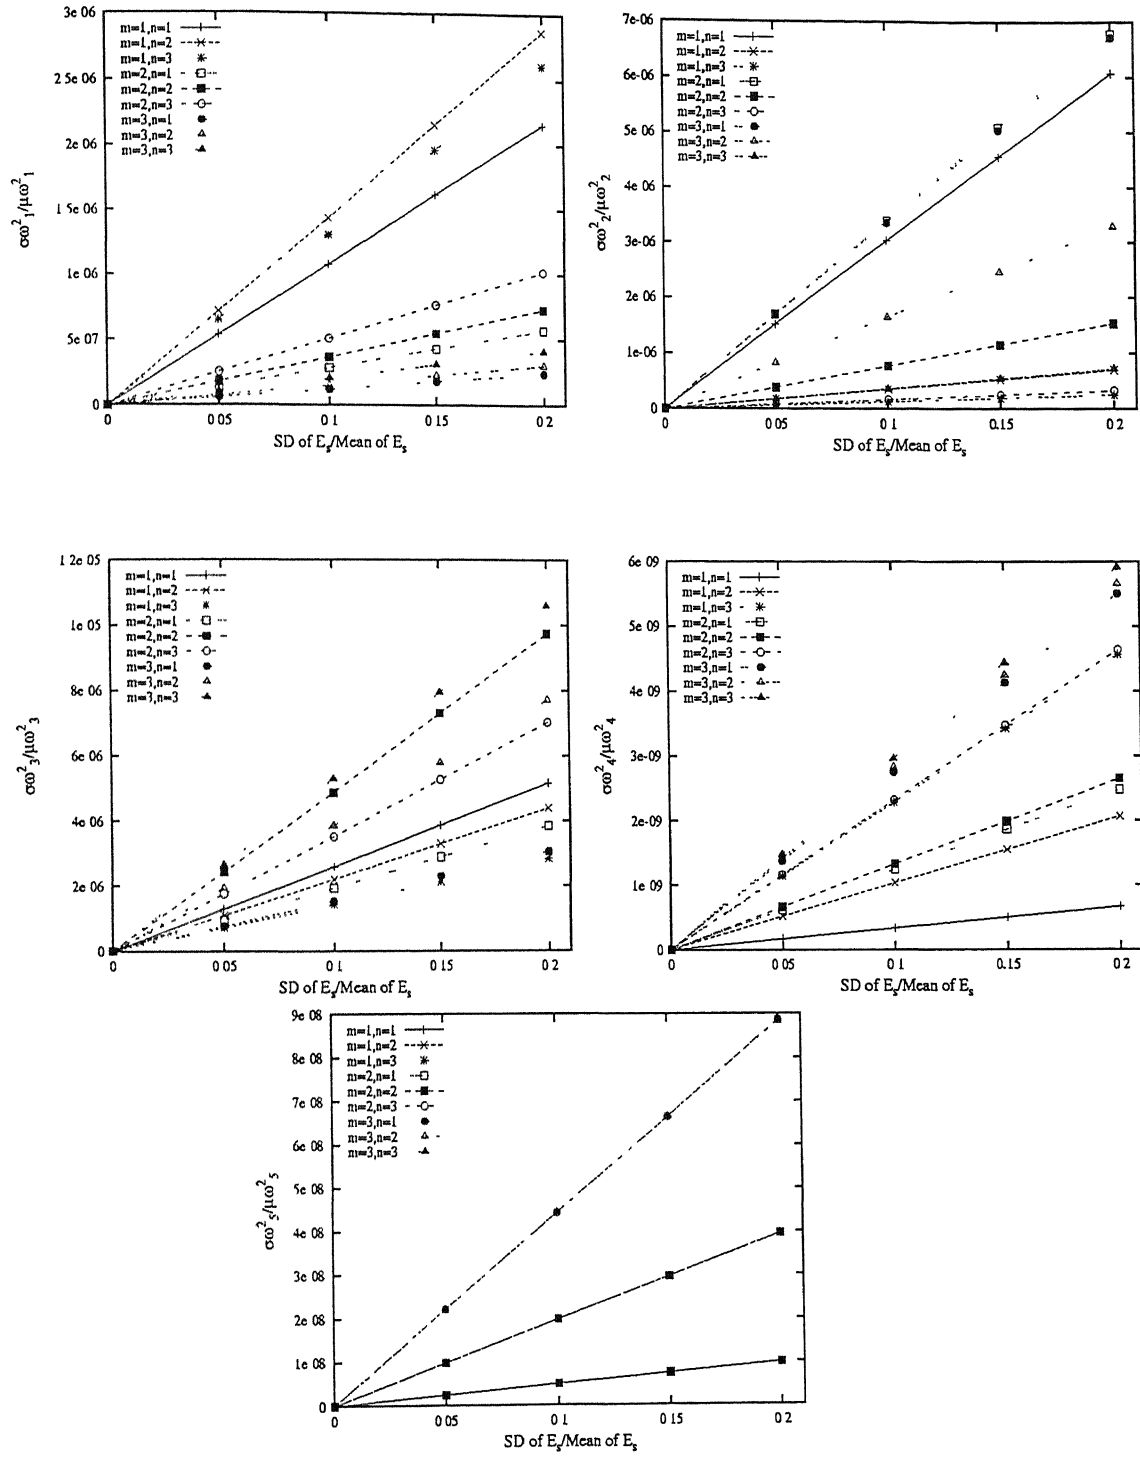 3e 06
2.5e 06
2e 06
1 5e 06
1e 06
5e 07
0
m=1,n=1
m=1,n=2
m=1,n=3
m=2,n=1
m=2,n=2
m=2,n=3
m=3,n=1
m=3,n=2
m=3,n=3
σω²₁/μω²₁
0 0.05 0.1 0.15 0.2
SD of Eₛ/Mean of Eₛ
7e-06
6e-06
5e 06
4e 06
3e-06
2e 06
1e-06
0
m=1,n=1
m=1,n=2
m=1,n=3
m=2,n=1
m=2,n=2
m=2,n=3
m=3,n=1
m=3,n=2
m=3,n=3
σω²₂/μω²₂
0 0.05 0.1 0.15 0 2
SD of Eₛ/Mean of Eₛ
1 2e 05
1e 05
8e 06
6e 06
4e 06
2e 06
0
m=1,n=1
m=1,n=2
m=1,n=3
m=2,n=1
m=2,n=2
m=2,n=3
m=3,n=1
m=3,n=2
m=3,n=3
σω²₃/μω²₃
0 0 05 0 1 0 15 0 2
SD of Eₛ/Mean of Eₛ
6e 09
5e 09
4e 09
3e-09
2e-09
1e 09
0
m=1,n=1
m=1,n=2
m=1,n=3
m=2,n=1
m=2,n=2
m=2,n=3
m=3,n=1
m=3,n=2
m=3,n=3
σω²₄/μω²₄
0 0 05 0 1 0 15 0 2
SD of Eₛ/Mean of Eₛ
9e 08
8e 08
7e 08
6e 08
5e 08
4e 08
3e 08
2e 08
1e 08
0
m=1,n=1
m=1,n=2
m=1,n=3
m=2,n=1
m=2,n=2
m=2,n=3
m=3,n=1
m=3,n=2
m=3,n=3
σω²₅/μω²₅
0 0 05 0 1 0 15 0 2
SD of Eₛ/Mean of Eₛ